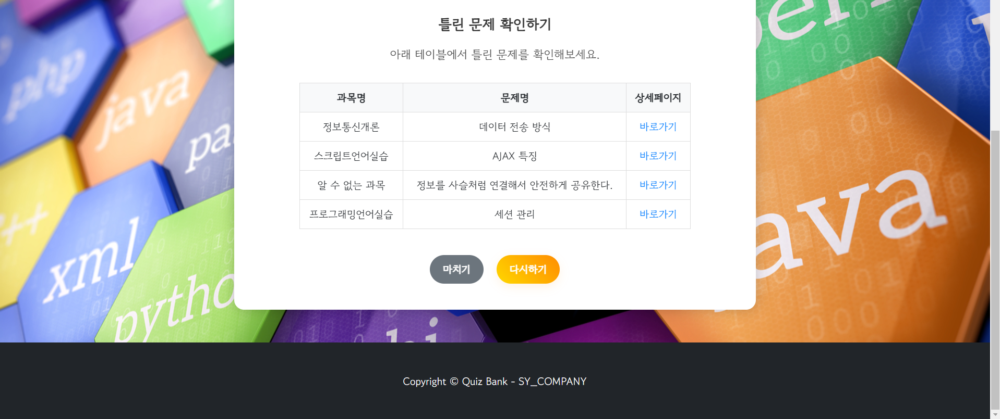 틀린 문제 확인하기
아래 테이블에서 틀린 문제를 확인해보세요.
과목명 문제명 상세페이지
정보통신개론 데이터 전송 방식 바로가기
스크립트언어실습 AJAX 특징 바로가기
알 수 없는 과목 정보를 사슬처럼 연결해서 안전하게 공유한다. 바로가기
프로그래밍언어실습 세션 관리 바로가기
마치기 다시하기
php
java
pa
c++
xml
pytho
ava
Copyright © Quiz Bank - SY_COMPANY